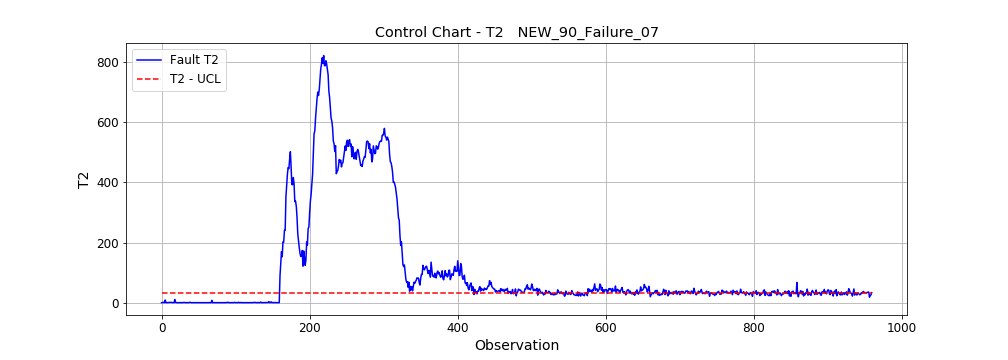 Control Chart - T2   NEW_90_Failure_07
Fault T2
T2 - UCL
800
600
400
200
0
T2
0 200 400 600 800 1000
Observation